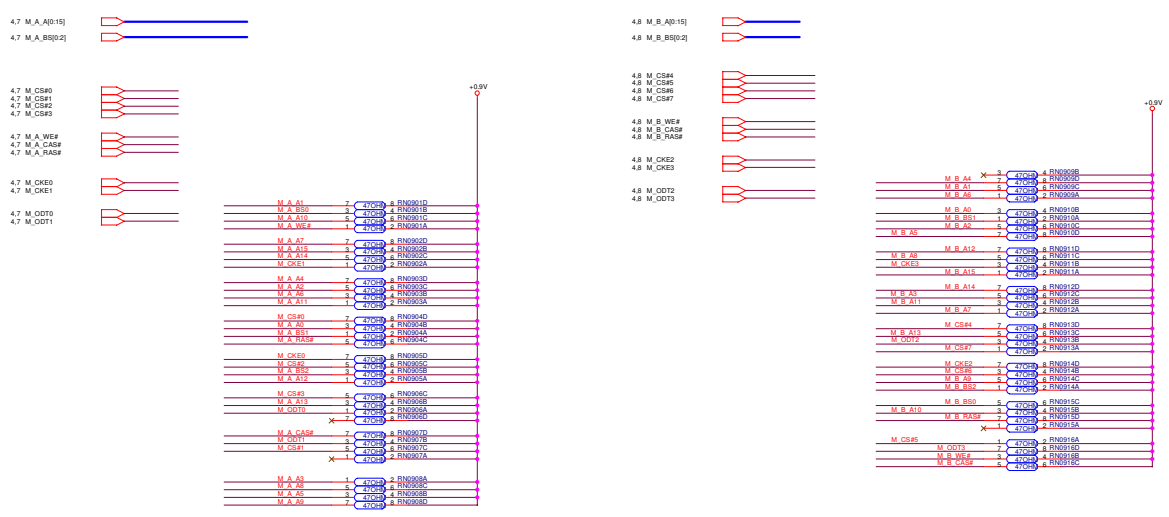 4,7 M_A_A[0:15]
4,7 M_A_BS[0:2]
4,7 M_CS#0
4,7 M_CS#1
4,7 M_CS#2
4,7 M_CS#3
4,7 M_A_WE#
4,7 M_A_CAS#
4,7 M_A_RAS#
4,7 M_CKE0
4,7 M_CKE1
4,7 M_ODT0
4,7 M_ODT1
+0.9V
M_A_A1 7 47OHM 8 RN0901D
M_A_BS0 3 47OHM 4 RN0901B
M_A_A10 5 47OHM 6 RN0901C
M_A_WE# 1 47OHM 2 RN0901A
M_A_A7 7 47OHM 8 RN0902D
M_A_A15 3 47OHM 4 RN0902B
M_A_A14 5 47OHM 6 RN0902C
M_CKE1 1 47OHM 2 RN0902A
M_A_A4 7 47OHM 8 RN0903D
M_A_A2 5 47OHM 6 RN0903C
M_A_A6 3 47OHM 4 RN0903B
M_A_A11 1 47OHM 2 RN0903A
M_CS#0 7 47OHM 8 RN0904D
M_A_A0 3 47OHM 4 RN0904B
M_A_BS1 1 47OHM 2 RN0904A
M_A_RAS# 5 47OHM 6 RN0904C
M_CKE0 7 47OHM 8 RN0905D
M_CS#2 5 47OHM 6 RN0905C
M_A_BS2 3 47OHM 4 RN0905B
M_A_A12 1 47OHM 2 RN0905A
M_CS#3 5 47OHM 6 RN0906C
M_A_A13 3 47OHM 4 RN0906B
M_ODT0 1 47OHM 2 RN0906A
7 47OHM 8 RN0906D
M_A_CAS# 7 47OHM 8 RN0907D
M_ODT1 3 47OHM 4 RN0907B
M_CS#1 5 47OHM 6 RN0907C
1 47OHM 2 RN0907A
M_A_A3 1 47OHM 2 RN0908A
M_A_A8 5 47OHM 6 RN0908C
M_A_A5 3 47OHM 4 RN0908B
M_A_A9 7 47OHM 8 RN0908D
4,8 M_B_A[0:15]
4,8 M_B_BS[0:2]
4,8 M_CS#4
4,8 M_CS#5
4,8 M_CS#6
4,8 M_CS#7
4,8 M_B_WE#
4,8 M_B_CAS#
4,8 M_B_RAS#
4,8 M_CKE2
4,8 M_CKE3
4,8 M_ODT2
4,8 M_ODT3
+0.9V
3 47OHM 4 RN0909B
M_B_A4 7 47OHM 8 RN0909D
M_B_A1 5 47OHM 6 RN0909C
M_B_A6 1 47OHM 2 RN0909A
M_B_A0 3 47OHM 4 RN0910B
M_B_BS1 1 47OHM 2 RN0910A
M_B_A2 5 47OHM 6 RN0910C
M_B_A5 7 47OHM 8 RN0910D
M_B_A12 7 47OHM 8 RN0911D
M_B_A8 5 47OHM 6 RN0911C
M_CKE3 3 47OHM 4 RN0911B
M_B_A15 1 47OHM 2 RN0911A
M_B_A14 7 47OHM 8 RN0912D
M_B_A3 5 47OHM 6 RN0912C
M_B_A11 3 47OHM 4 RN0912B
M_B_A7 1 47OHM 2 RN0912A
M_CS#4 7 47OHM 8 RN0913D
M_B_A13 5 47OHM 6 RN0913C
M_ODT2 3 47OHM 4 RN0913B
M_CS#7 1 47OHM 2 RN0913A
M_CKE2 7 47OHM 8 RN0914D
M_CS#6 3 47OHM 4 RN0914B
M_B_A9 5 47OHM 6 RN0914C
M_B_BS2 1 47OHM 2 RN0914A
M_B_BS0 5 47OHM 6 RN0915C
M_B_A10 3 47OHM 4 RN0915B
M_B_RAS# 7 47OHM 8 RN0915D
1 47OHM 2 RN0915A
M_CS#5 1 47OHM 2 RN0916A
M_ODT3 7 47OHM 8 RN0916D
M_B_WE# 3 47OHM 4 RN0916B
M_B_CAS# 5 47OHM 6 RN0916C